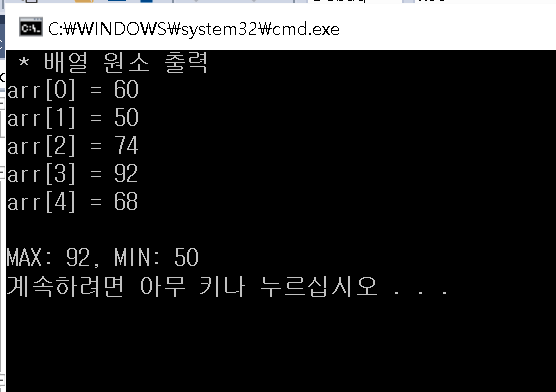 C:₩WINDOWS₩system32₩cmd.exe
* 배열 원소 출력
arr[0] = 60
arr[1] = 50
arr[2] = 74
arr[3] = 92
arr[4] = 68
MAX: 92, MIN: 50
계속하려면 아무 키나 누르십시오 . . .